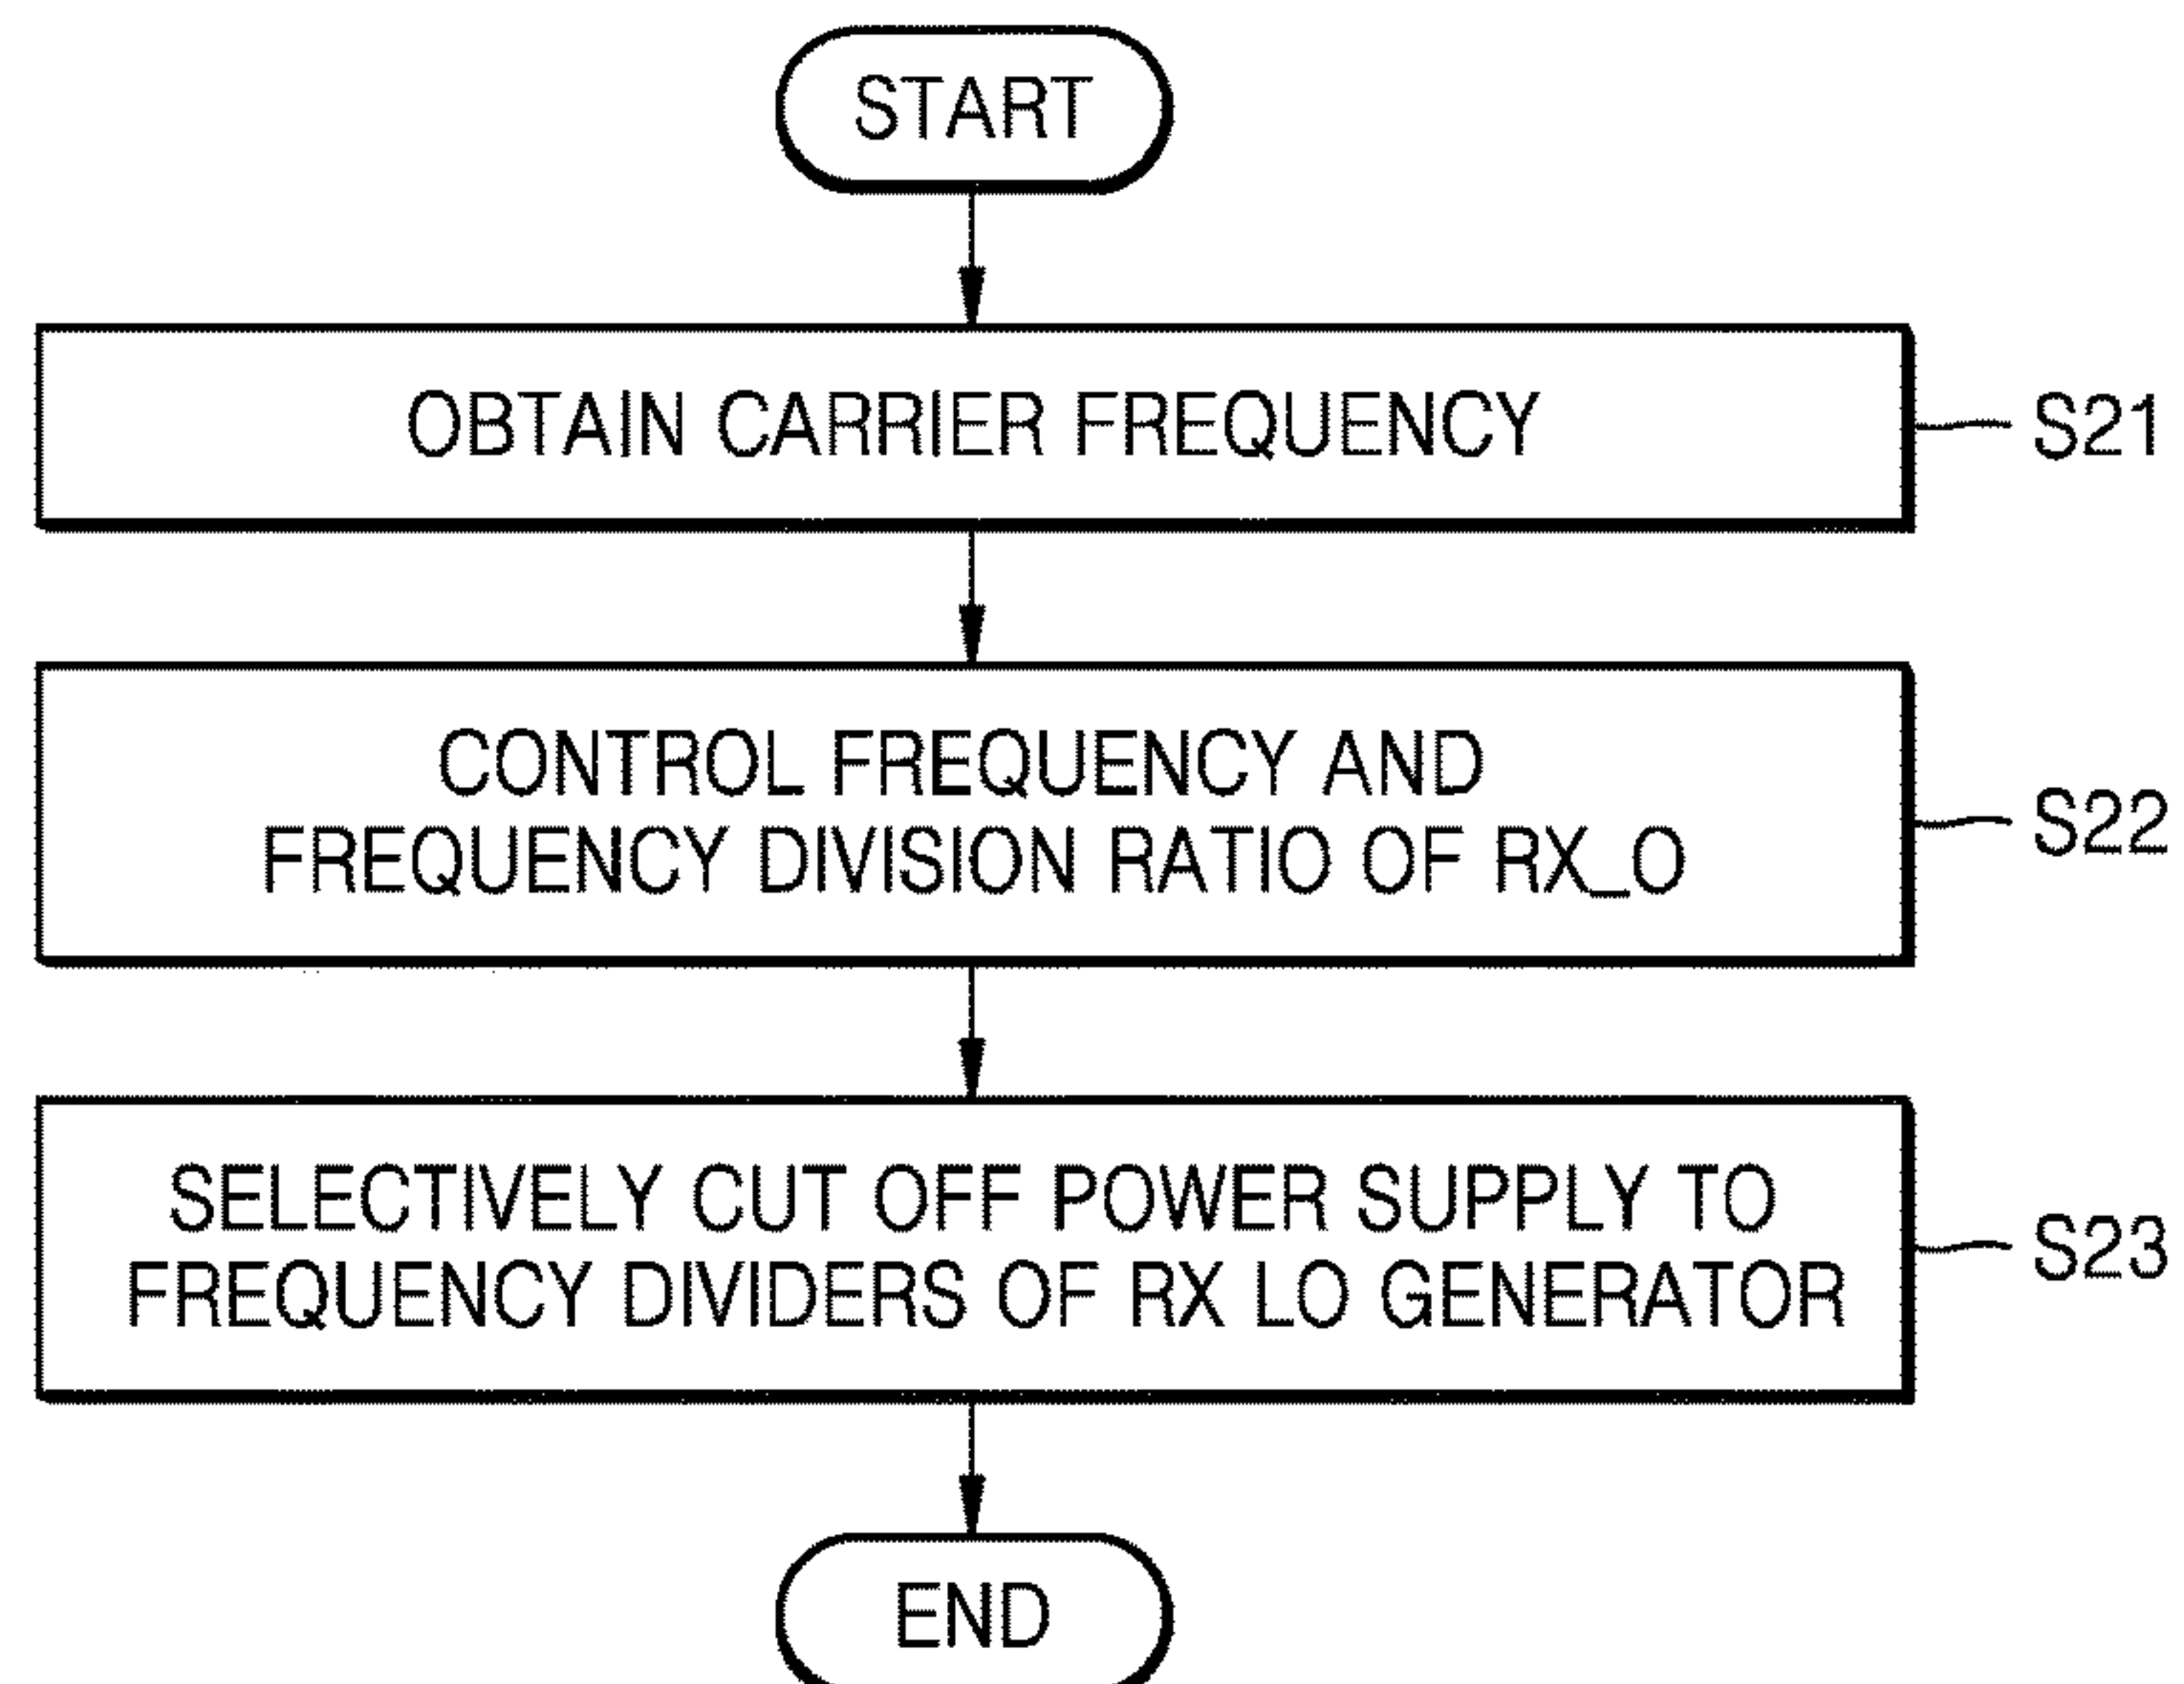 START
OBTAIN CARRIER FREQUENCY
S21
CONTROL FREQUENCY AND
FREQUENCY DIVISION RATIO OF RX_O
S22
SELECTIVELY CUT OFF POWER SUPPLY TO
FREQUENCY DIVIDERS OF RX LO GENERATOR
S23
END